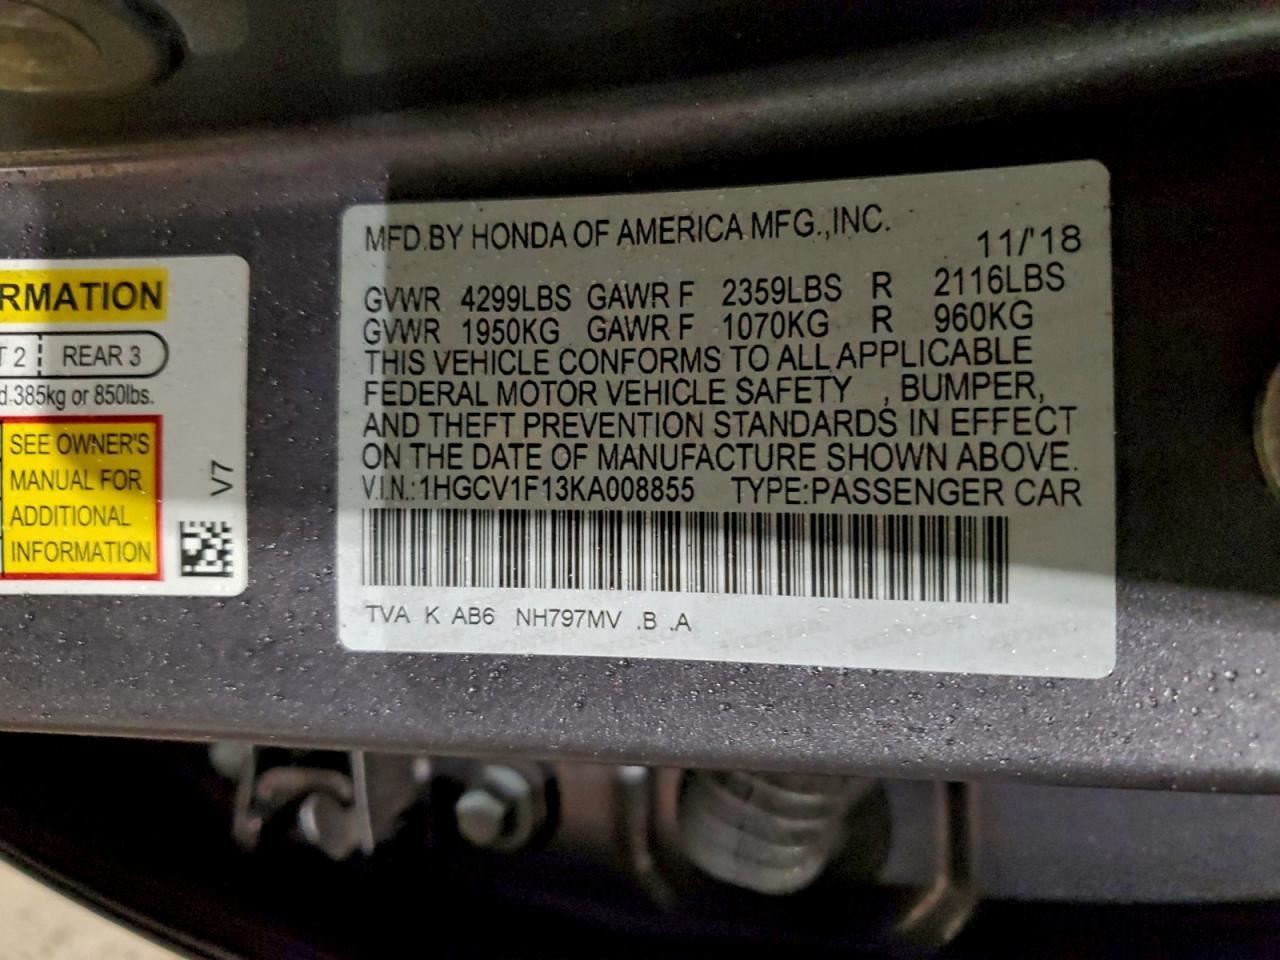 RMATION
T 2 REAR 3
d.385kg or 850lbs.
SEE OWNER'S
MANUAL FOR
ADDITIONAL
INFORMATION
V7
MFD.BY HONDA OF AMERICA MFG.,INC.
11/'18
GVWR 4299LBS GAWR F 2359LBS R 2116LBS
GVWR 1950KG GAWR F 1070KG R 960KG
THIS VEHICLE CONFORMS TO ALL APPLICABLE
FEDERAL MOTOR VEHICLE SAFETY , BUMPER,
AND THEFT PREVENTION STANDARDS IN EFFECT
ON THE DATE OF MANUFACTURE SHOWN ABOVE.
V.I.N.:1HGCV1F13KA008855 TYPE:PASSENGER CAR
TVA K AB6 NH797MV .B .A